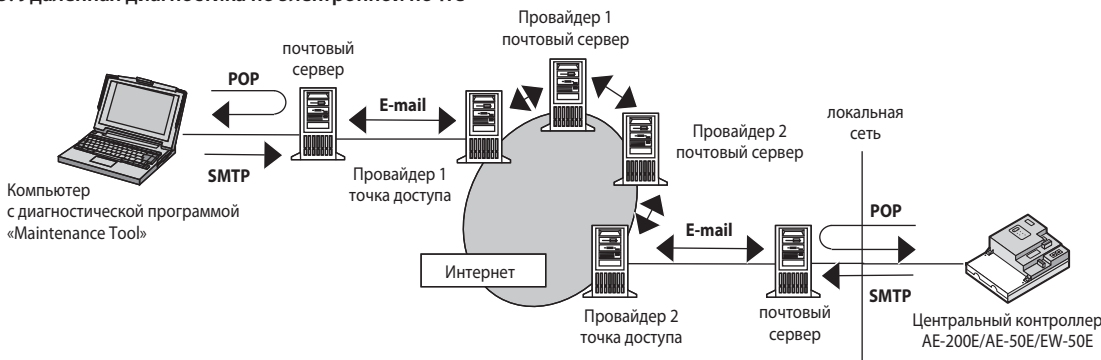 Провайдер 1
почтовый сервер
почтовый
сервер
POP
E-mail
SMTP
Компьютер
с диагностической программой
«Maintenance Tool»
Провайдер 1
точка доступа
Провайдер 2
почтовый сервер
локальная
сеть
Интернет
E-mail
POP
SMTP
Провайдер 2
точка доступа
почтовый
сервер
Центральный контроллер
AE-200E/AE-50E/EW-50E